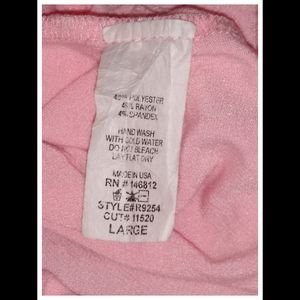 48% POLYESTER
48% RAYON
4% SPANDEX
HAND WASH
WITH COLD WATER
DO NOT BLEACH
LAY FLAT DRY
MADE IN USA
RN # 146812
STYLE#R9254
CUT# 11520
LARGE